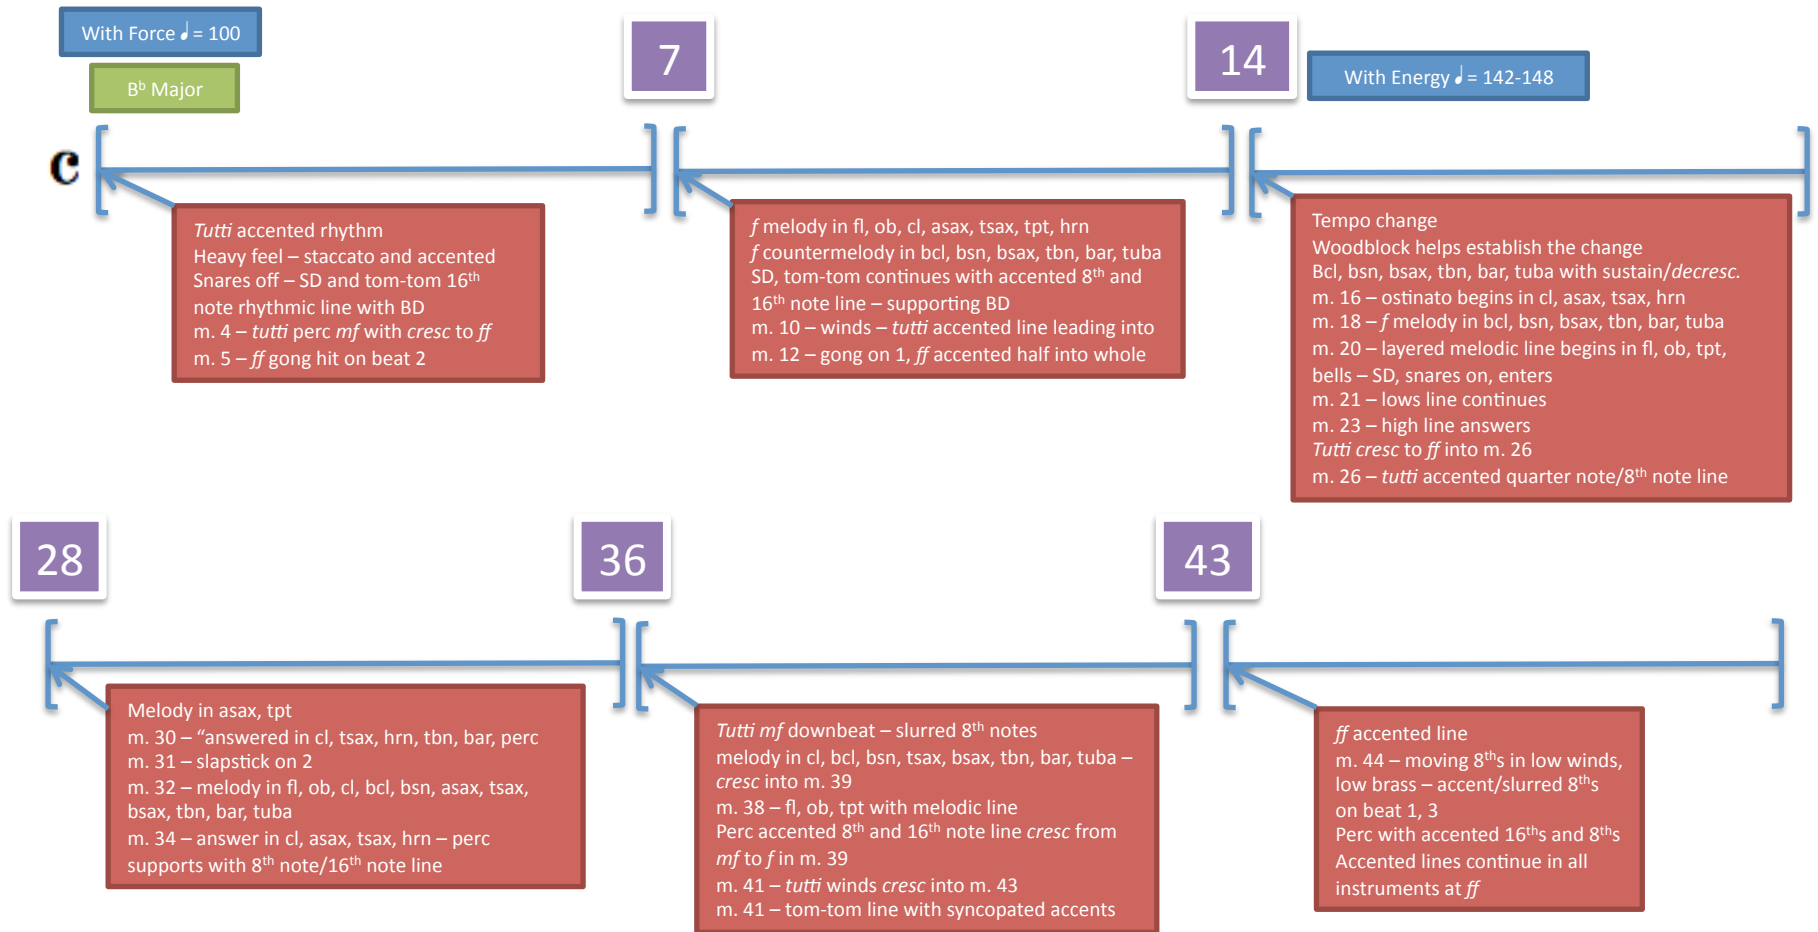 With Force ♩ = 100
B♭ Major
7
14
With Energy ♩ = 142-148
c
Tutti accented rhythm
Heavy feel – staccato and accented
Snares off – SD and tom-tom 16th
note rhythmic line with BD
m. 4 – tutti perc mf with cresc to ff
m. 5 – ff gong hit on beat 2
f melody in fl, ob, cl, asax, tsax, tpt, hrn
f countermelody in bcl, bsn, bsax, tbn, bar, tuba
SD, tom-tom continues with accented 8th and
16th note line – supporting BD
m. 10 – winds – tutti accented line leading into
m. 12 – gong on 1, ff accented half into whole
Tempo change
Woodblock helps establish the change
Bcl, bsn, bsax, tbn, bar, tuba with sustain/decresc.
m. 16 – ostinato begins in cl, asax, tsax, hrn
m. 18 – f melody in bcl, bsn, bsax, tbn, bar, tuba
m. 20 – layered melodic line begins in fl, ob, tpt,
bells – SD, snares on, enters
m. 21 – lows line continues
m. 23 – high line answers
Tutti cresc to ff into m. 26
m. 26 – tutti accented quarter note/8th note line
28
36
43
Melody in asax, tpt
m. 30 – “answered in cl, tsax, hrn, tbn, bar, perc
m. 31 – slapstick on 2
m. 32 – melody in fl, ob, cl, bcl, bsn, asax, tsax,
bsax, tbn, bar, tuba
m. 34 – answer in cl, asax, tsax, hrn – perc
supports with 8th note/16th note line
Tutti mf downbeat – slurred 8th notes
melody in cl, bcl, bsn, tsax, bsax, tbn, bar, tuba –
cresc into m. 39
m. 38 – fl, ob, tpt with melodic line
Perc accented 8th and 16th note line cresc from
mf to f in m. 39
m. 41 – tutti winds cresc into m. 43
m. 41 – tom-tom line with syncopated accents
ff accented line
m. 44 – moving 8ths in low winds,
low brass – accent/slurred 8ths
on beat 1, 3
Perc with accented 16ths and 8ths
Accented lines continue in all
instruments at ff